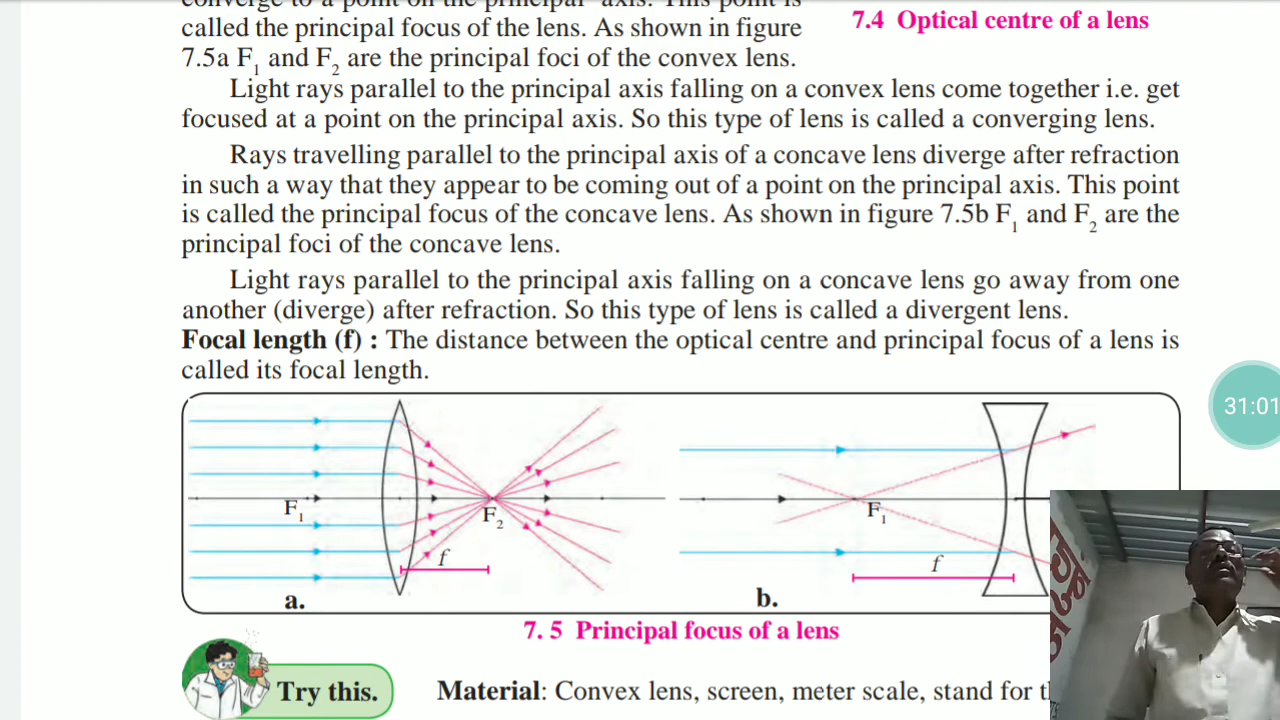 7.4 Optical centre of a lens
called the principal focus of the lens. As shown in figure
7.5a F1 and F2 are the principal foci of the convex lens.
Light rays parallel to the principal axis falling on a convex lens come together i.e. get
focused at a point on the principal axis. So this type of lens is called a converging lens.
Rays travelling parallel to the principal axis of a concave lens diverge after refraction
in such a way that they appear to be coming out of a point on the principal axis. This point
is called the principal focus of the concave lens. As shown in figure 7.5b F1 and F2 are the
principal foci of the concave lens.
Light rays parallel to the principal axis falling on a concave lens go away from one
another (diverge) after refraction. So this type of lens is called a divergent lens.
Focal length (f) : The distance between the optical centre and principal focus of a lens is
called its focal length.
31:01
F1
F2
f
a.
F1
f
b.
7. 5 Principal focus of a lens
Try this.
Material: Convex lens, screen, meter scale, stand for